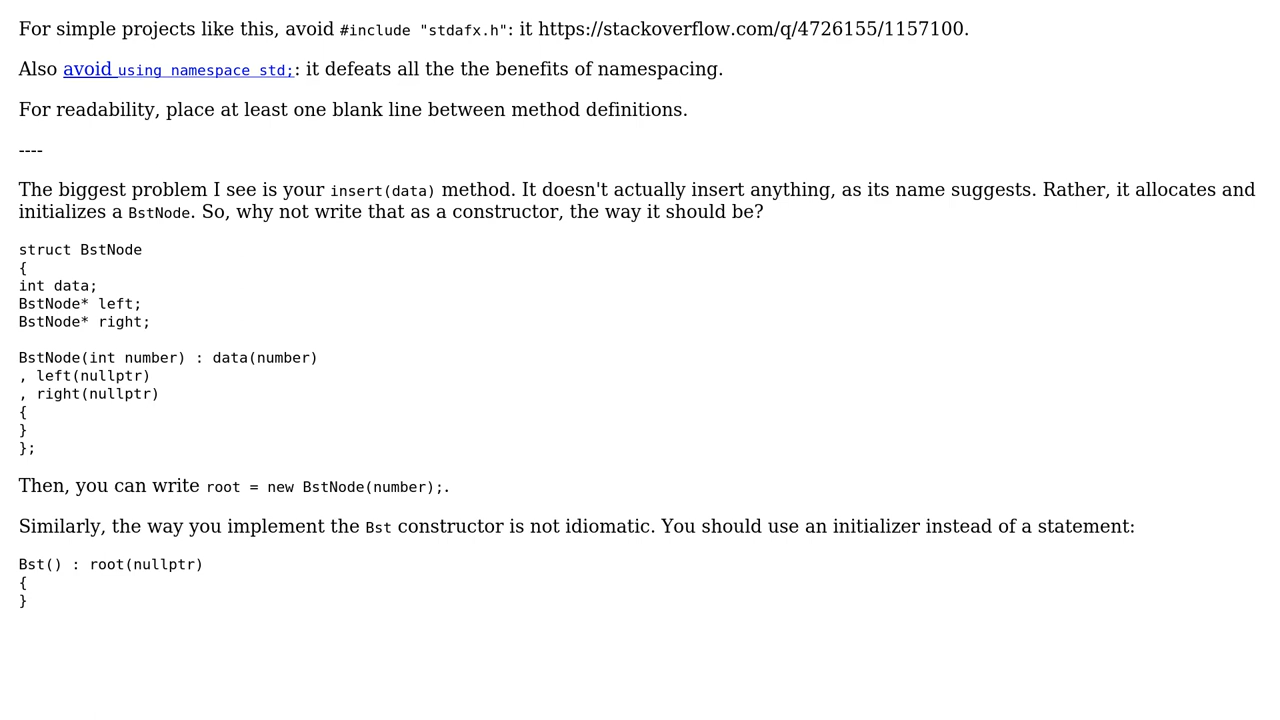 For simple projects like this, avoid #include "stdafx.h": it https://stackoverflow.com/q/4726155/1157100.
Also avoid using namespace std;: it defeats all the the benefits of namespacing.
For readability, place at least one blank line between method definitions.
----
The biggest problem I see is your insert(data) method. It doesn't actually insert anything, as its name suggests. Rather, it allocates and
initializes a BstNode. So, why not write that as a constructor, the way it should be?
struct BstNode
{
int data;
BstNode* left;
BstNode* right;
BstNode(int number) : data(number)
, left(nullptr)
, right(nullptr)
{
}
};
Then, you can write root = new BstNode(number);.
Similarly, the way you implement the Bst constructor is not idiomatic. You should use an initializer instead of a statement:
Bst() : root(nullptr)
{
}